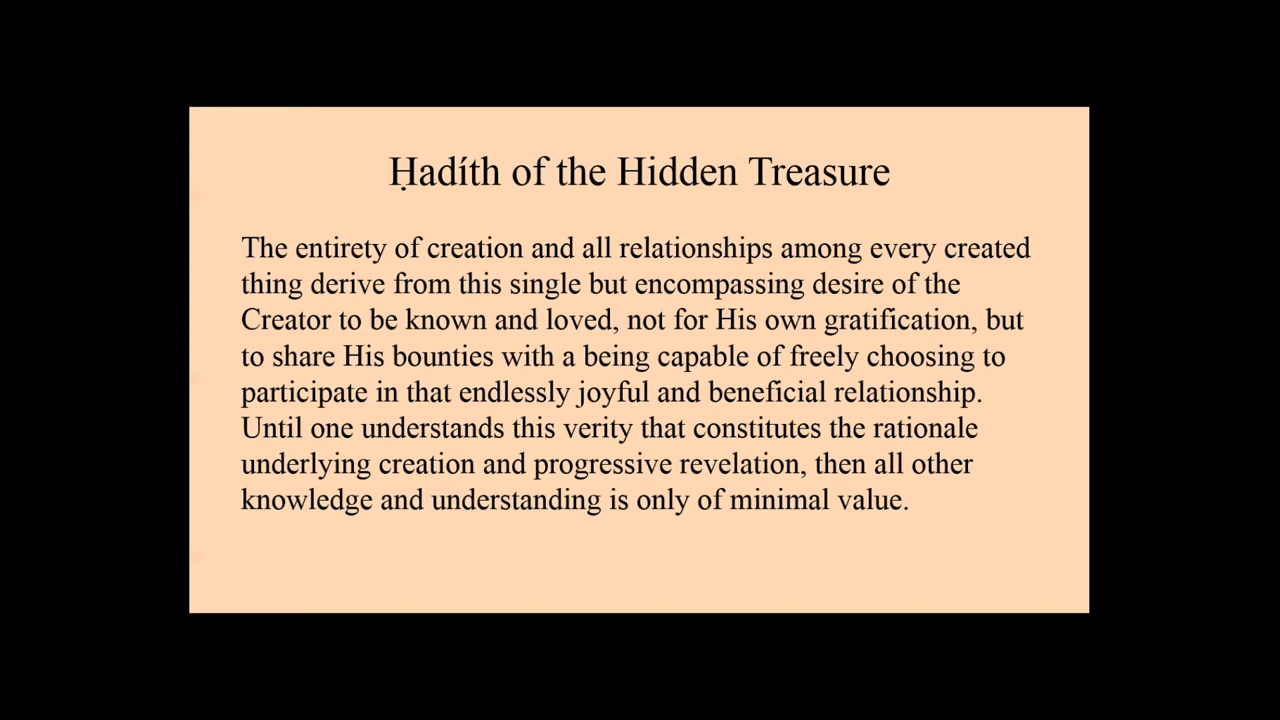 Ḥadíth of the Hidden Treasure
The entirety of creation and all relationships among every created
thing derive from this single but encompassing desire of the
Creator to be known and loved, not for His own gratification, but
to share His bounties with a being capable of freely choosing to
participate in that endlessly joyful and beneficial relationship.
Until one understands this verity that constitutes the rationale
underlying creation and progressive revelation, then all other
knowledge and understanding is only of minimal value.